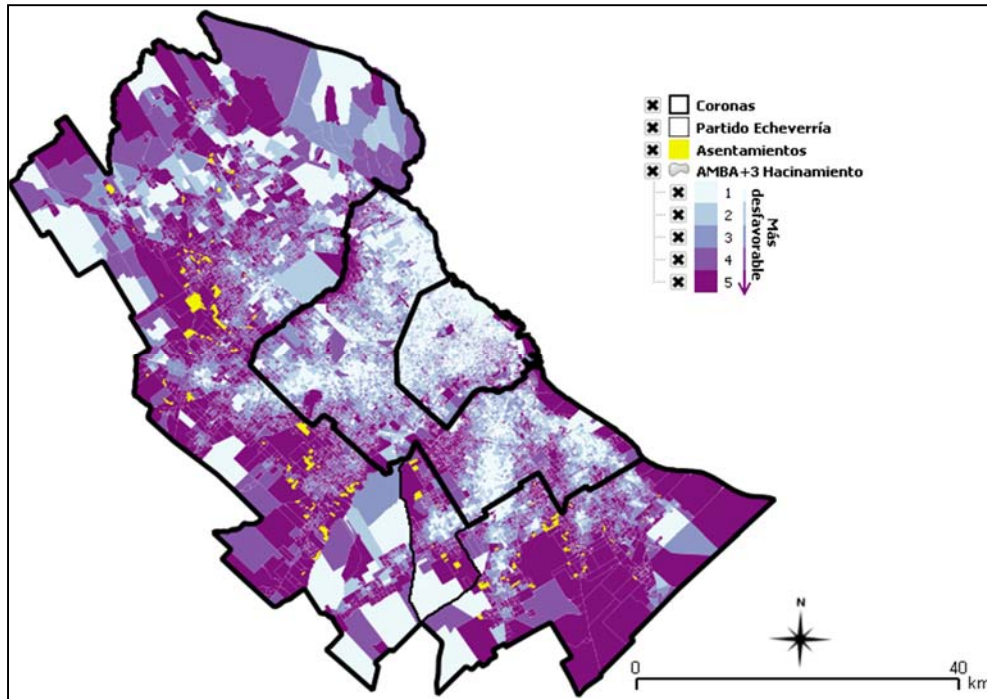 Coronas
Partido Echeverría
Asentamientos
AMBA+3 Hacinamiento
1
2
3
4
5
Más
desfavorable
N
0 40
km